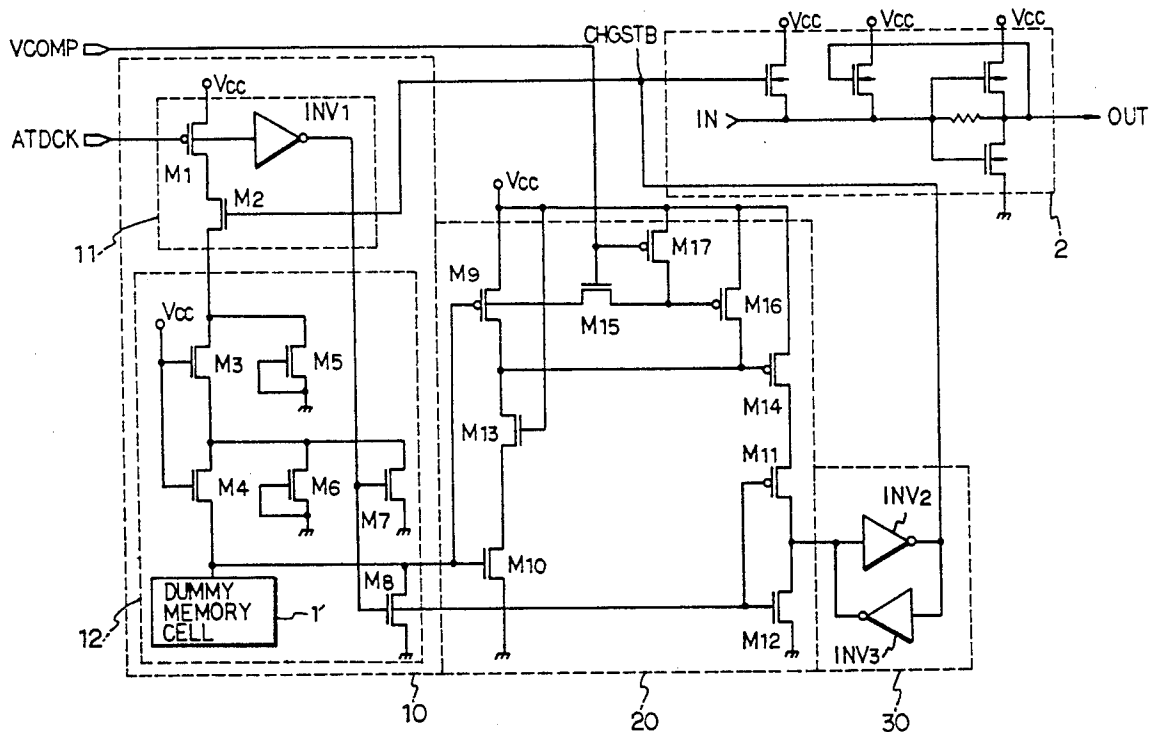 VCOMP
CHGSTB
Vcc
Vcc
Vcc
Vcc
INV1
ATDCK
M1
M2
IN
OUT
11
2
Vcc
M9
M17
M15
M16
Vcc
M3
M5
M13
M14
M11
M4
M6
M7
INV2
M8
M10
M12
INV3
DUMMY
MEMORY
CELL
1'
12
10
20
30